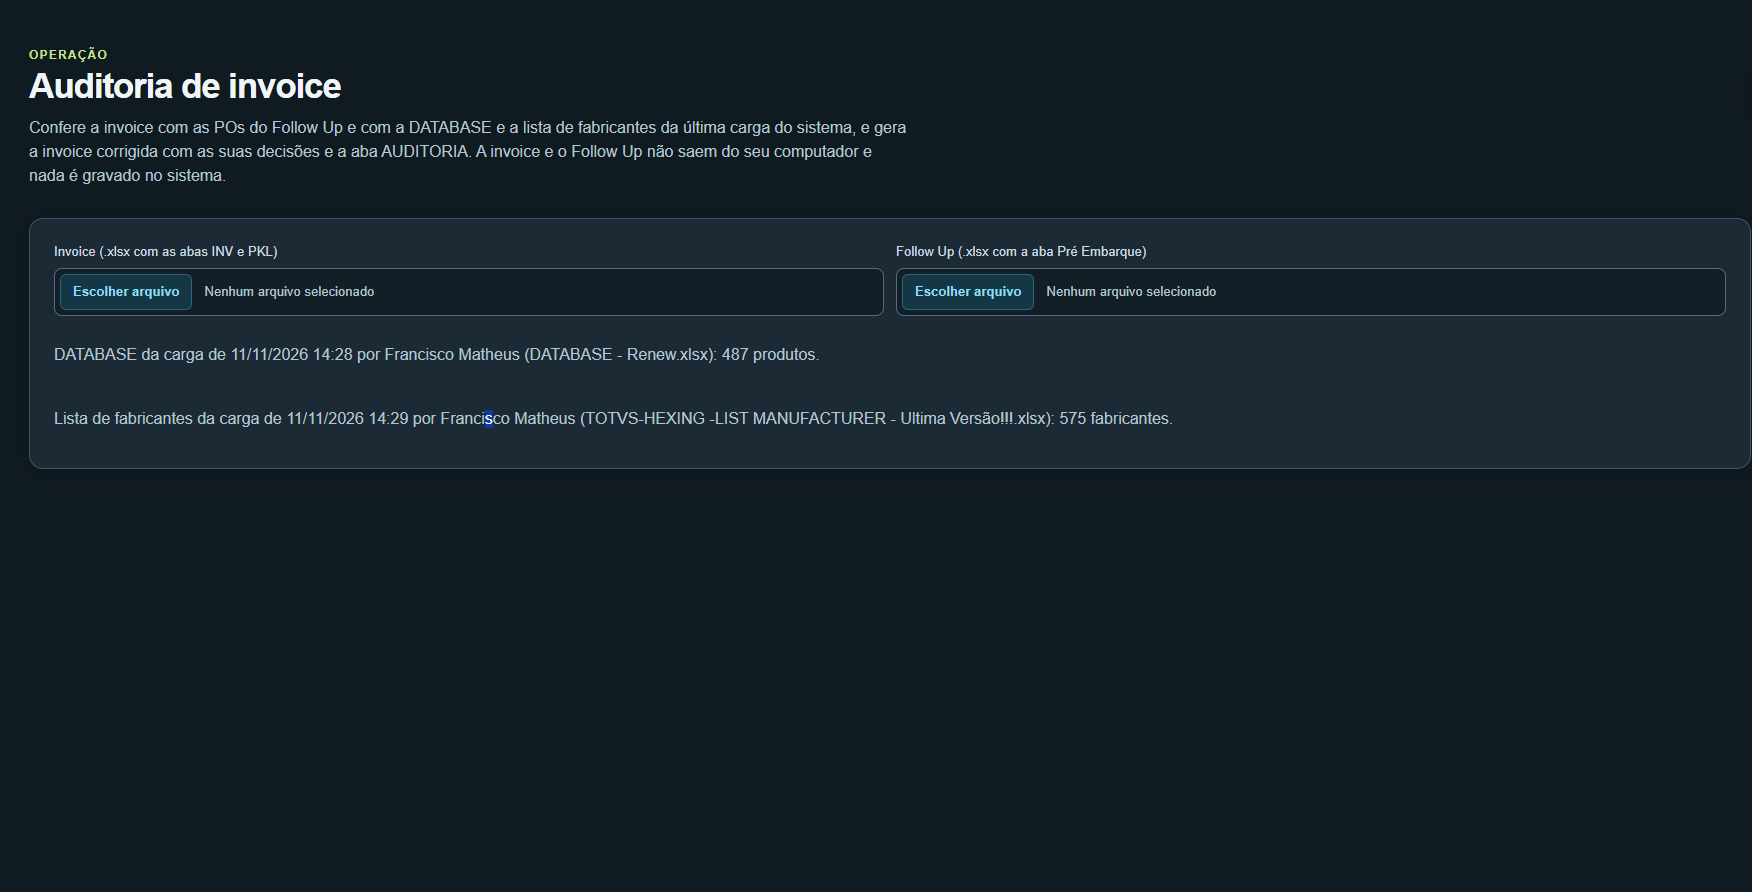 OPERAÇÃO
Auditoria de invoice
Confere a invoice com as POs do Follow Up e com a DATABASE e a lista de fabricantes da última carga do sistema, e gera
a invoice corrigida com as suas decisões e a aba AUDITORIA. A invoice e o Follow Up não saem do seu computador e
nada é gravado no sistema.
Invoice (.xlsx com as abas INV e PKL)
Escolher arquivo Nenhum arquivo selecionado
Follow Up (.xlsx com a aba Pré Embarque)
Escolher arquivo Nenhum arquivo selecionado
DATABASE da carga de 11/11/2026 14:28 por Francisco Matheus (DATABASE - Renew.xlsx): 487 produtos.
Lista de fabricantes da carga de 11/11/2026 14:29 por Francisco Matheus (TOTVS-HEXING -LIST MANUFACTURER - Ultima Versão!!!.xlsx): 575 fabricantes.